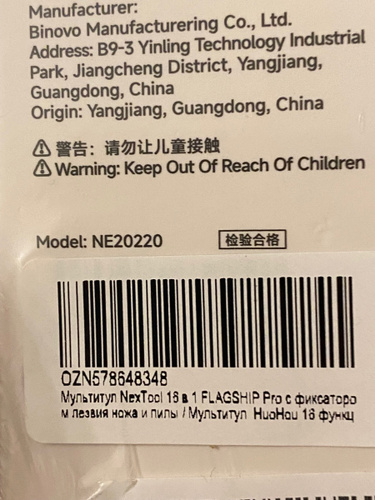 Manufacturer:
Binovo Manufacturering Co., Ltd.
Address: B9-3 Yinling Technology Industrial
Park, Jiangcheng District, Yangjiang,
Guangdong, China
Origin: Yangjiang, Guangdong, China
警告：请勿让儿童接触
Warning: Keep Out Of Reach Of Children
Model: NE20220 检验合格
OZN578648348
Мультитул NexTool 16 в 1 FLAGSHIP Pro с фиксаторо
м лезвия ножа и пилы / Мультитул HuoHou 16 функц